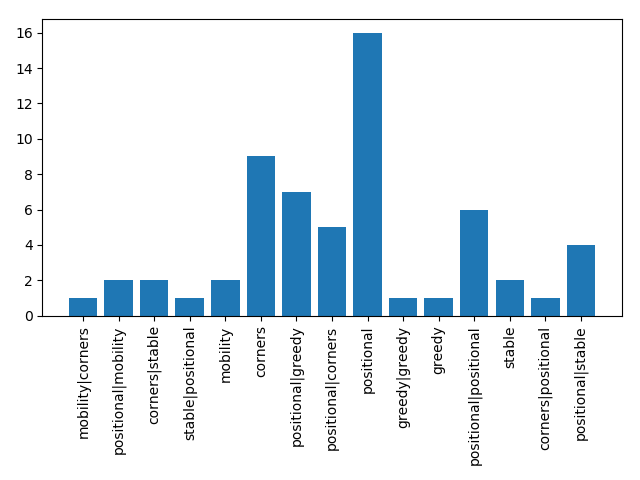 16
14
12
10
8
6
4
2
0
mobility|corners
positional|mobility
corners|stable
stable|positional
mobility
corners
positional|greedy
positional|corners
positional
greedy|greedy
greedy
positional|positional
stable
corners|positional
positional|stable